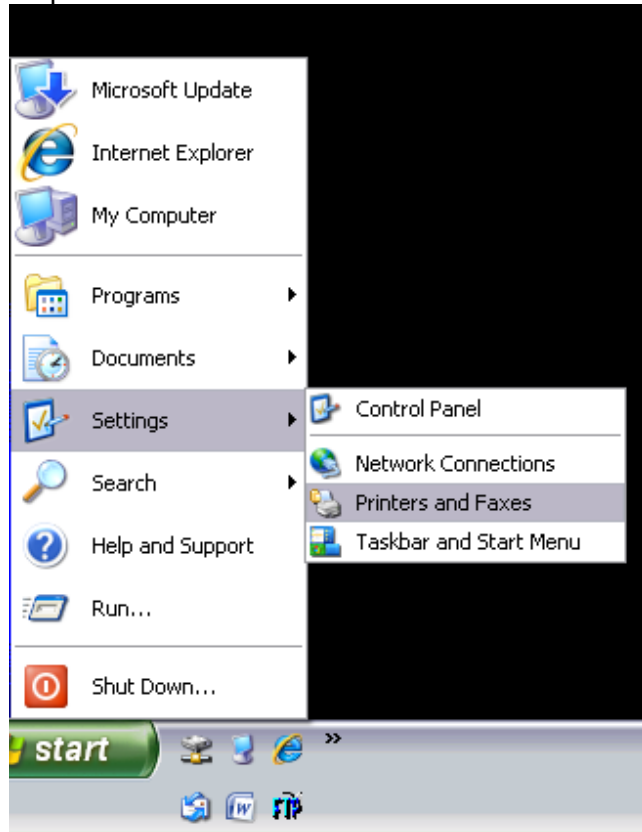 Microsoft Update
Internet Explorer
My Computer
Programs
Documents
Settings
Search
Help and Support
Run...
Shut Down...
Control Panel
Network Connections
Printers and Faxes
Taskbar and Start Menu
start
»
W
FTP